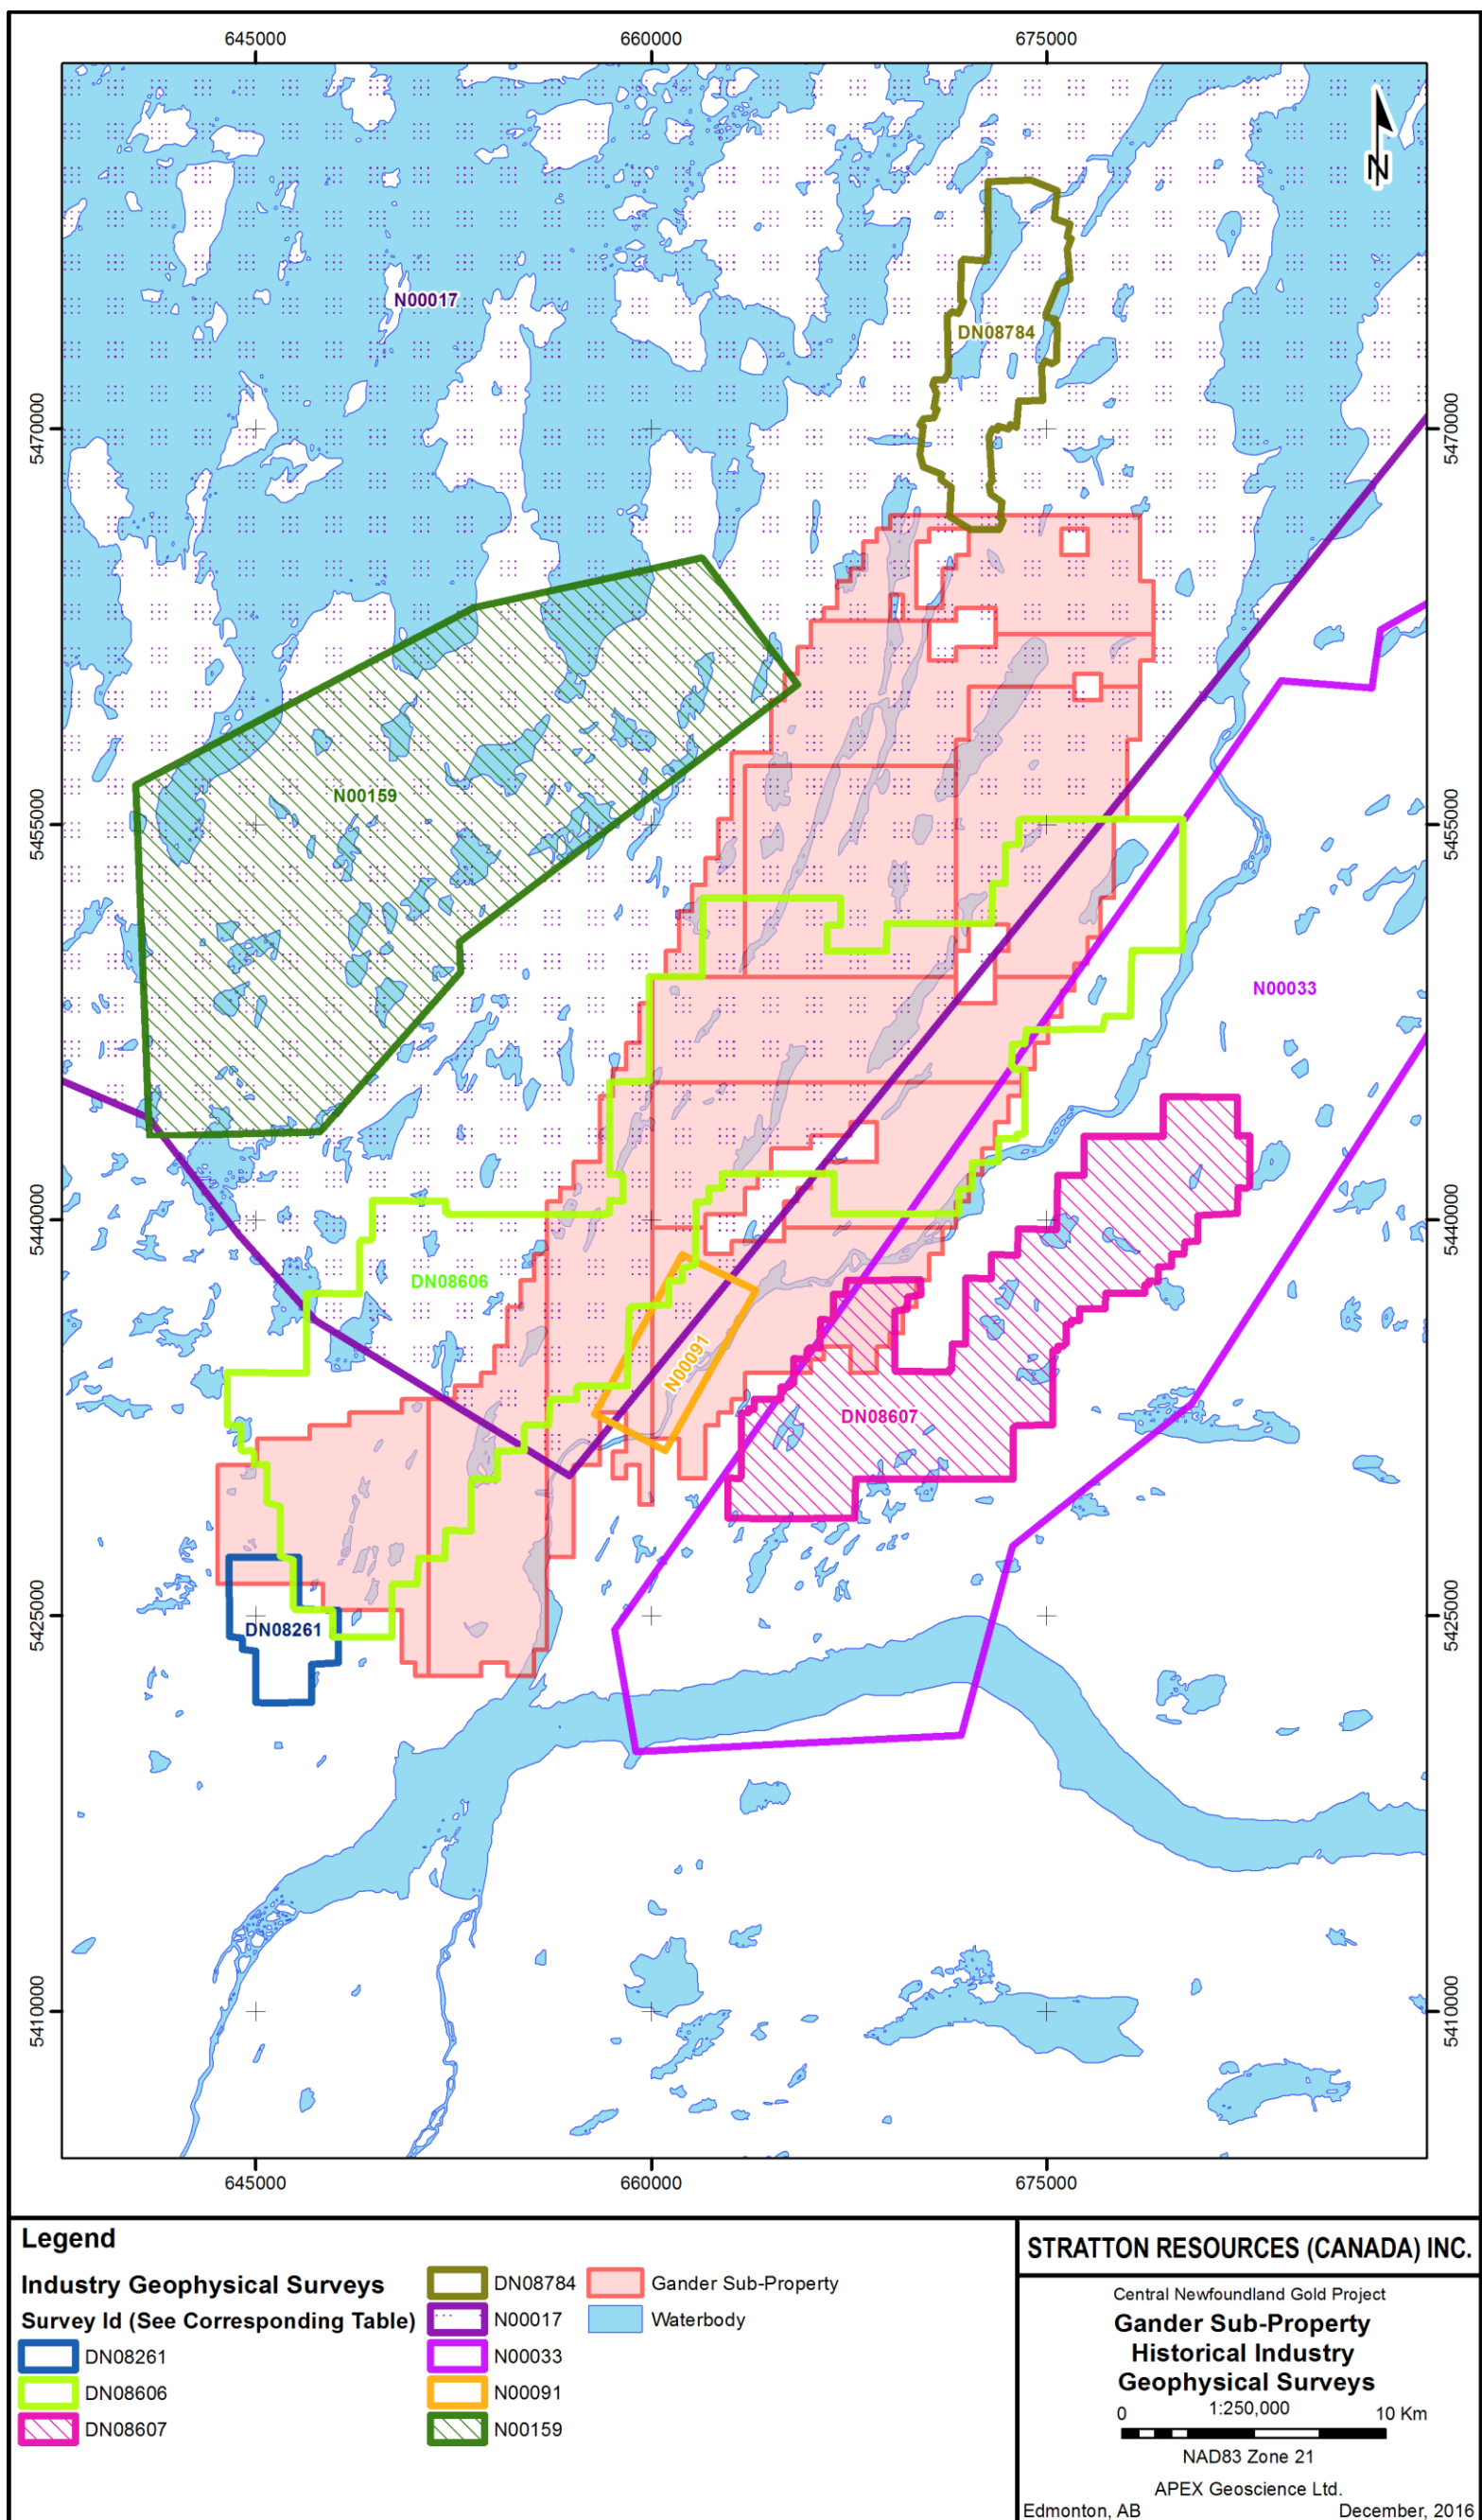 645000 660000 675000
N
N00017
DN08784
5470000 5470000
N00159
5455000 5455000
N00033
5440000 5440000
DN08606
N00091
DN08607
5425000 5425000
DN08261
5410000 5410000
645000 660000 675000
Legend
Industry Geophysical Surveys
Survey Id (See Corresponding Table)
DN08261
DN08606
DN08607
DN08784
N00017
N00033
N00091
N00159
Gander Sub-Property
Waterbody
STRATTON RESOURCES (CANADA) INC.
Central Newfoundland Gold Project
Gander Sub-Property
Historical Industry
Geophysical Surveys
0 1:250,000 10 Km
NAD83 Zone 21
APEX Geoscience Ltd.
Edmonton, AB December, 2016